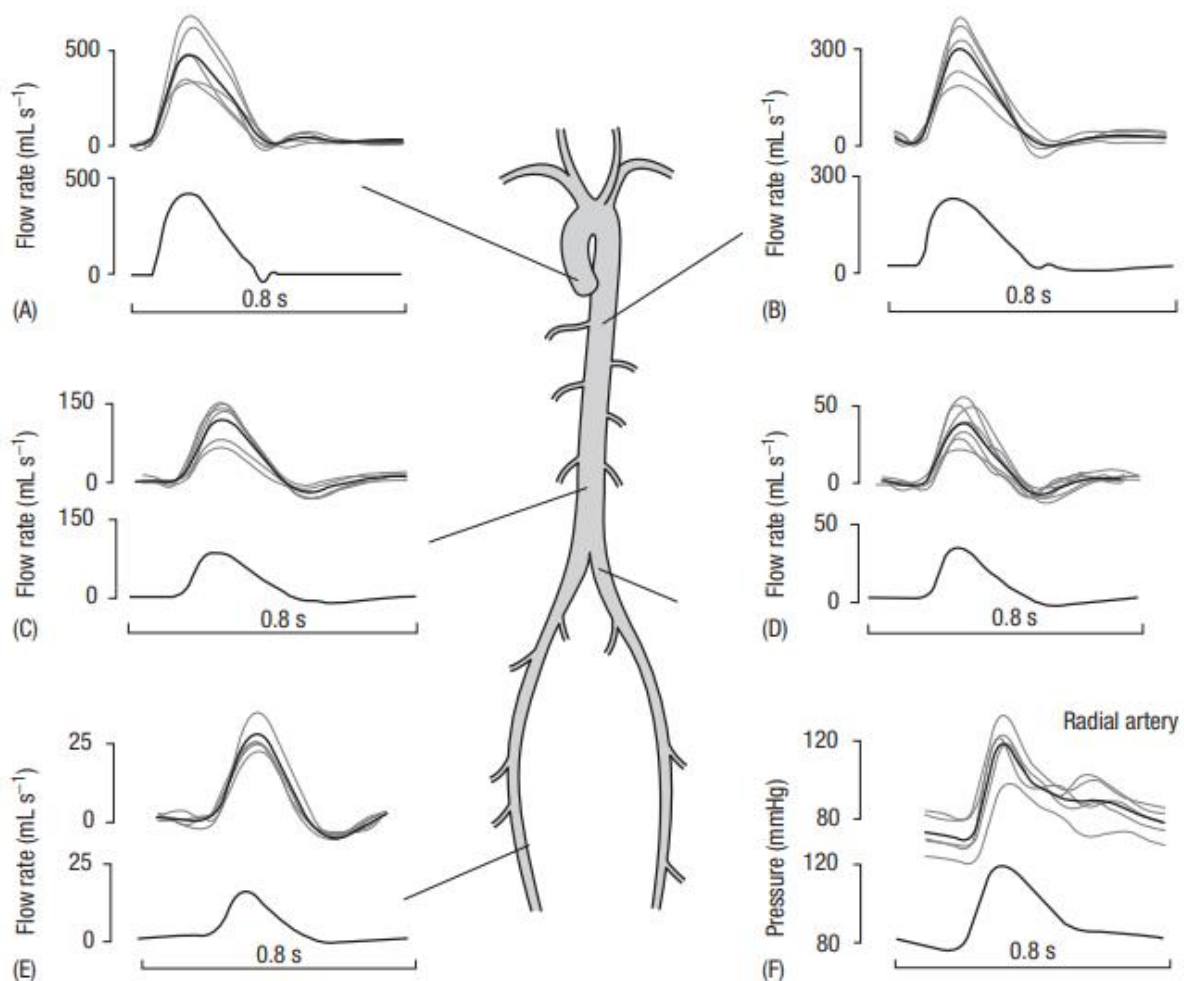 500
0
Flow rate (mL s⁻¹)
500
0
0.8 s
(A)
300
0
Flow rate (mL s⁻¹)
300
0
0.8 s
(B)
150
0
Flow rate (mL s⁻¹)
150
0
0.8 s
(C)
50
0
Flow rate (mL s⁻¹)
50
0
0.8 s
(D)
25
0
Flow rate (mL s⁻¹)
25
0
0.8 s
(E)
Radial artery
120
80
Pressure (mmHg)
120
80
0.8 s
(F)